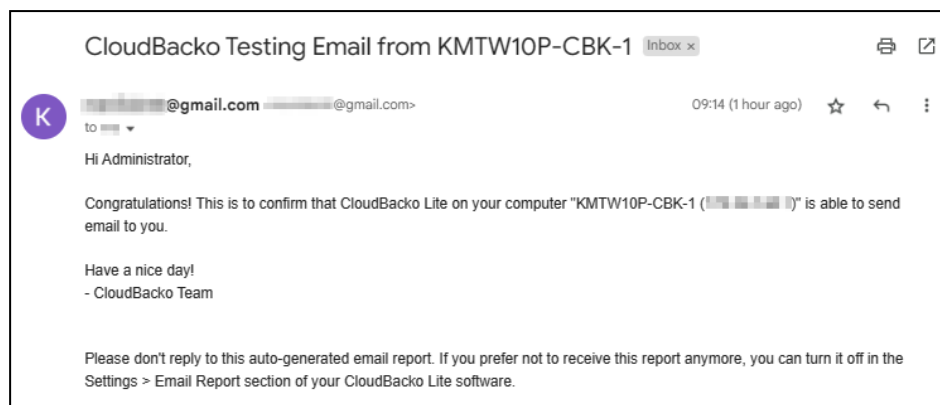 CloudBacko Testing Email from KMTW10P-CBK-1 Inbox ×
K
@gmail.com @gmail.com>
09:14 (1 hour ago)
to
Hi Administrator,
Congratulations! This is to confirm that CloudBacko Lite on your computer "KMTW10P-CBK-1 ( )" is able to send
email to you.
Have a nice day!
- CloudBacko Team
Please don't reply to this auto-generated email report. If you prefer not to receive this report anymore, you can turn it off in the
Settings > Email Report section of your CloudBacko Lite software.